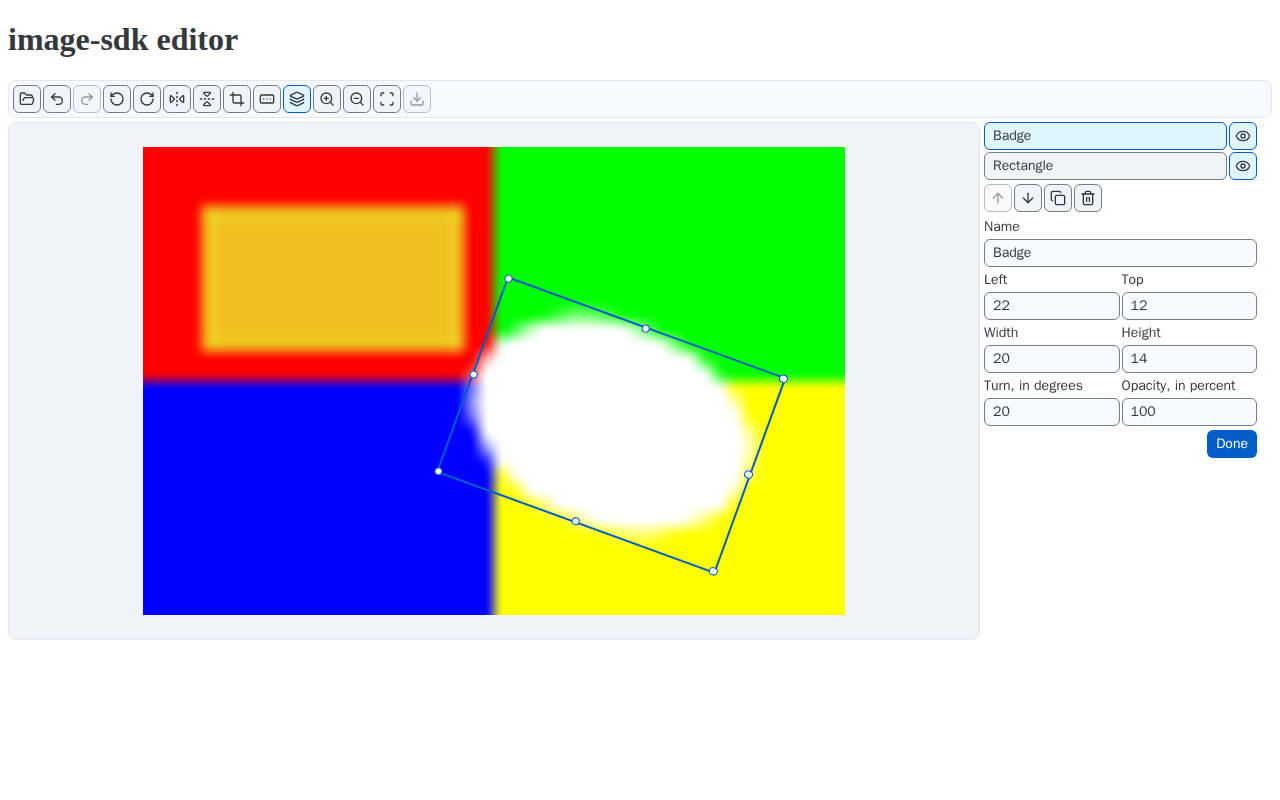 image-sdk editor
Badge
Rectangle
Name
Badge
Left Top
22 12
Width Height
20 14
Turn, in degrees Opacity, in percent
20 100
Done